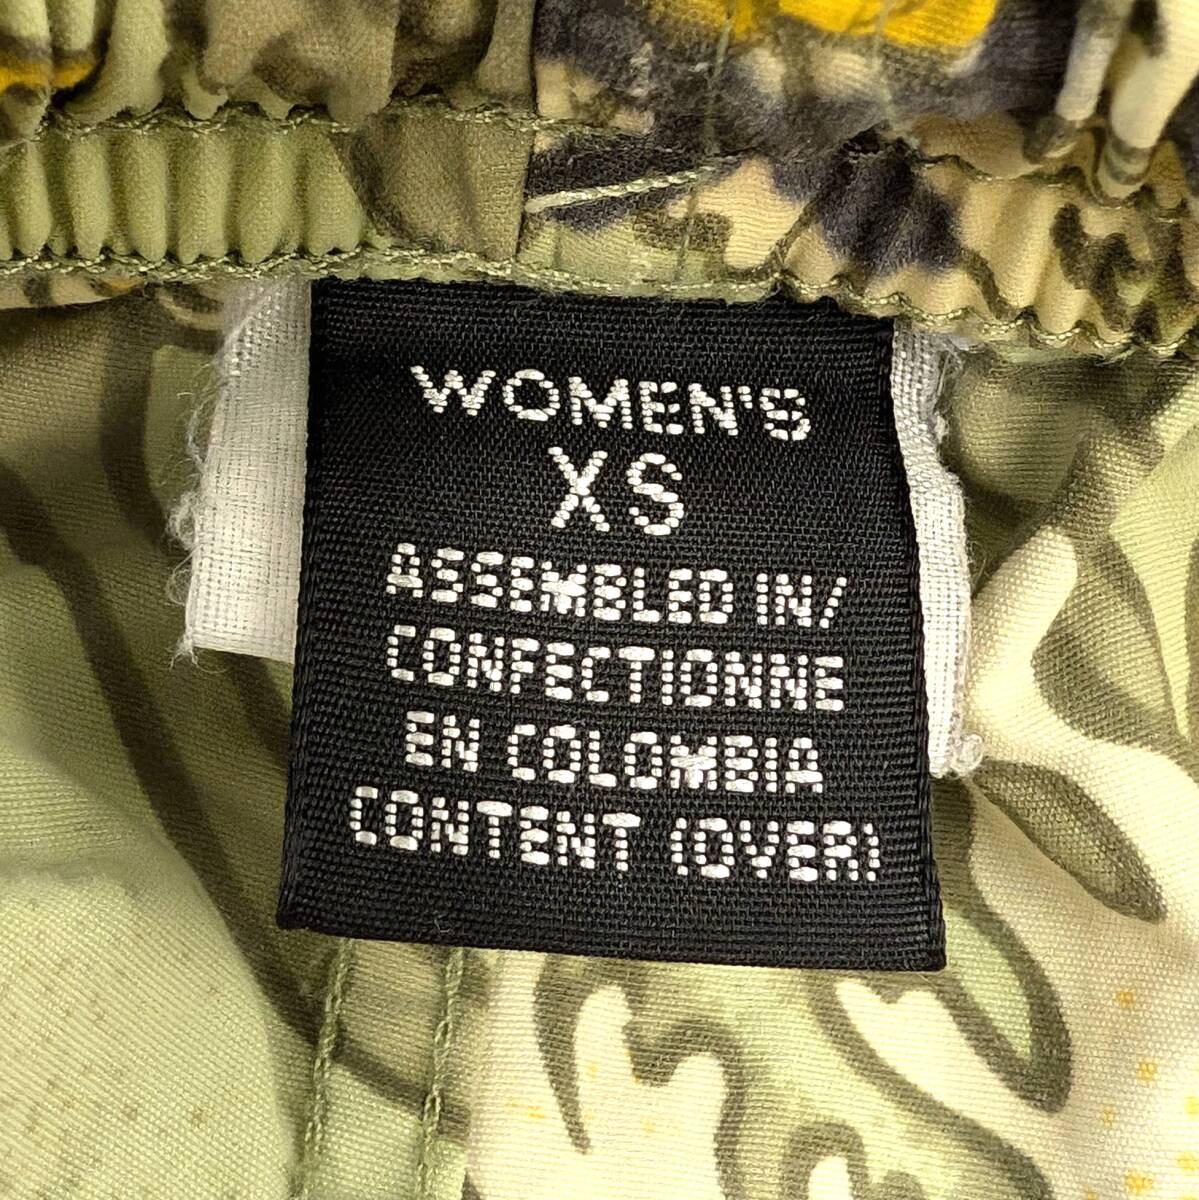 WOMEN'S
XS
ASSEMBLED IN/
CONFECTIONNE
EN COLOMBIA
CONTENT (OVER)